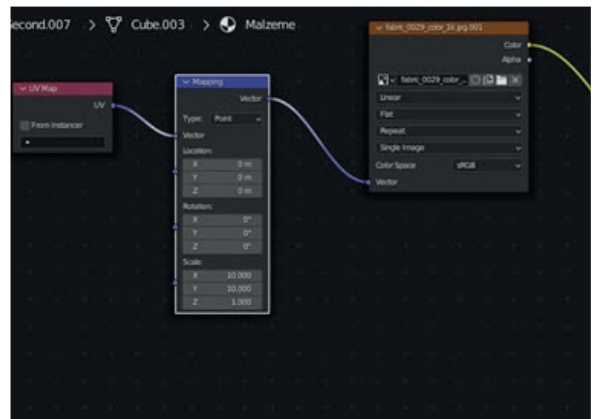 econd.007 > Cube.003 > Malzeme
UV Map
UV
From Instancer
Mapping
Vector
Type: Point
Vector
Location:
X 0 m
Y 0 m
Z 0 m
Rotation:
X 0°
Y 0°
Z 0°
Scale:
X 10.000
Y 10.000
Z 1.000
fabric_0029_color_1k.jpg.001
Color
Alpha
fabric_0029_color_..
Linear
Flat
Repeat
Single Image
Color Space sRGB
Vector